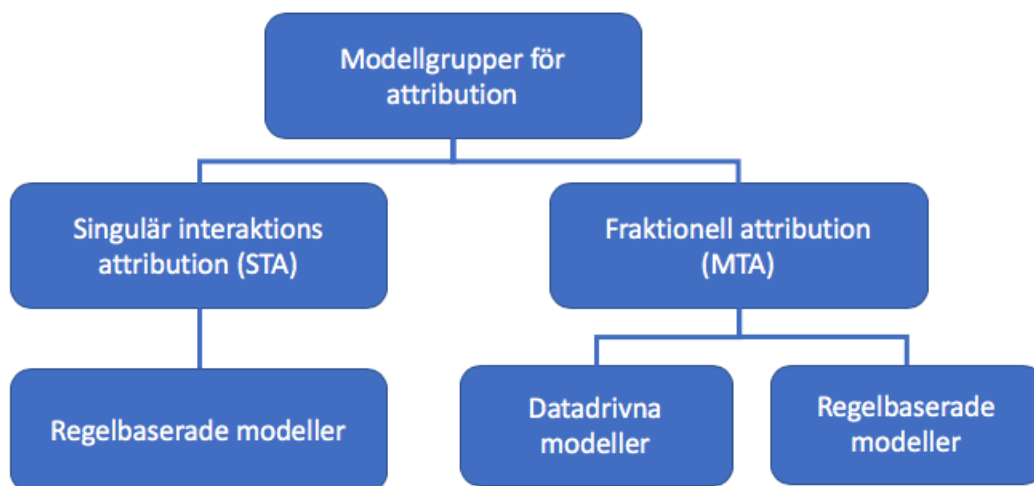 Modellgrupper för
attribution
Singulär interaktions
attribution (STA)
Fraktionell attribution
(MTA)
Regelbaserade modeller
Datadrivna
modeller
Regelbaserade
modeller